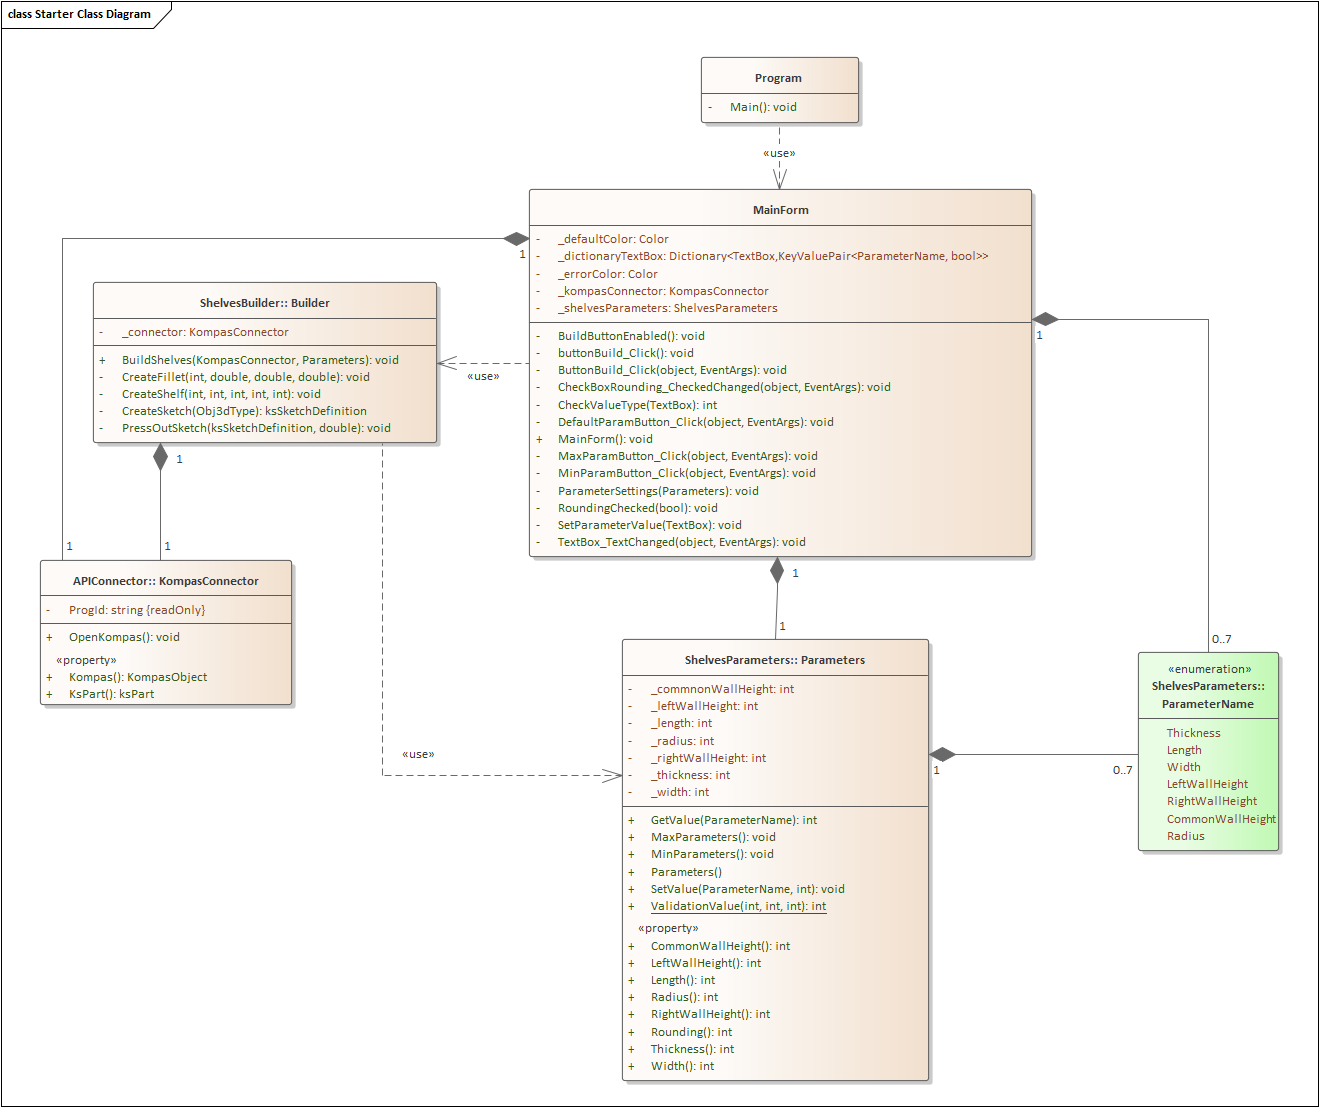 class Starter Class Diagram
Program
- Main(): void
«use»
MainForm
- _defaultColor: Color
- _dictionaryTextBox: Dictionary<TextBox,KeyValuePair<ParameterName, bool>>
- _errorColor: Color
- _kompasConnector: KompasConnector
- _shelvesParameters: ShelvesParameters
- BuildButtonEnabled(): void
- buttonBuild_Click(): void
- ButtonBuild_Click(object, EventArgs): void
- CheckBoxRounding_CheckedChanged(object, EventArgs): void
- CheckValueType(TextBox): int
- DefaultParamButton_Click(object, EventArgs): void
+ MainForm(): void
- MaxParamButton_Click(object, EventArgs): void
- MinParamButton_Click(object, EventArgs): void
- ParameterSettings(Parameters): void
- RoundingChecked(bool): void
- SetParameterValue(TextBox): void
- TextBox_TextChanged(object, EventArgs): void
1
1
1
ShelvesBuilder:: Builder
- _connector: KompasConnector
+ BuildShelves(KompasConnector, Parameters): void
- CreateFillet(int, double, double, double): void
- CreateShelf(int, int, int, int, int): void
- CreateSketch(Obj3dType): ksSketchDefinition
- PressOutSketch(ksSketchDefinition, double): void
«use»
1
1
1
APIConnector:: KompasConnector
- ProgId: string {readOnly}
+ OpenKompas(): void
«property»
+ Kompas(): KompasObject
+ KsPart(): ksPart
«use»
1
ShelvesParameters:: Parameters
- _commnonWallHeight: int
- _leftWallHeight: int
- _length: int
- _radius: int
- _rightWallHeight: int
- _thickness: int
- _width: int
+ GetValue(ParameterName): int
+ MaxParameters(): void
+ MinParameters(): void
+ Parameters()
+ SetValue(ParameterName, int): void
+ ValidationValue(int, int, int): int
«property»
+ CommonWallHeight(): int
+ LeftWallHeight(): int
+ Length(): int
+ Radius(): int
+ RightWallHeight(): int
+ Rounding(): int
+ Thickness(): int
+ Width(): int
1
0..7
0..7
«enumeration»
ShelvesParameters::
ParameterName
Thickness
Length
Width
LeftWallHeight
RightWallHeight
CommonWallHeight
Radius